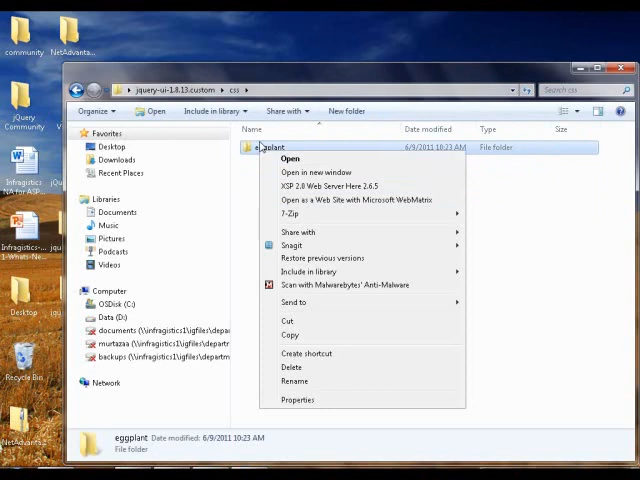 community
NetAdvanta...
jQuery
Community
Infragistics
NA for ASP...
Infragistics-...
1-Whats-Ne...
Desktop
Recycle Bin
NetAdvanta...
jquery-ui-1.8.13.custom
css
Search css
Organize
Open
Include in library
Share with
New folder
Favorites
Desktop
Downloads
Recent Places
Libraries
Documents
Music
Pictures
Podcasts
Videos
Computer
OSDisk (C:)
Data (D:)
documents (\\infragistics1\igfiles\departm
murtazaa (\\infragistics1\igfiles\departmer
backups (\\infragistics1\igfiles\departmen
Network
Name
Date modified
Type
Size
eggplant
6/9/2011 10:23 AM
File folder
Open
Open in new window
XSP 2.0 Web Server Here 2.6.5
Open as a Web Site with Microsoft WebMatrix
7-Zip
Share with
Snagit
Restore previous versions
Include in library
Scan with Malwarebytes' Anti-Malware
Send to
Cut
Copy
Create shortcut
Delete
Rename
Properties
eggplant Date modified: 6/9/2011 10:23 AM
File folder